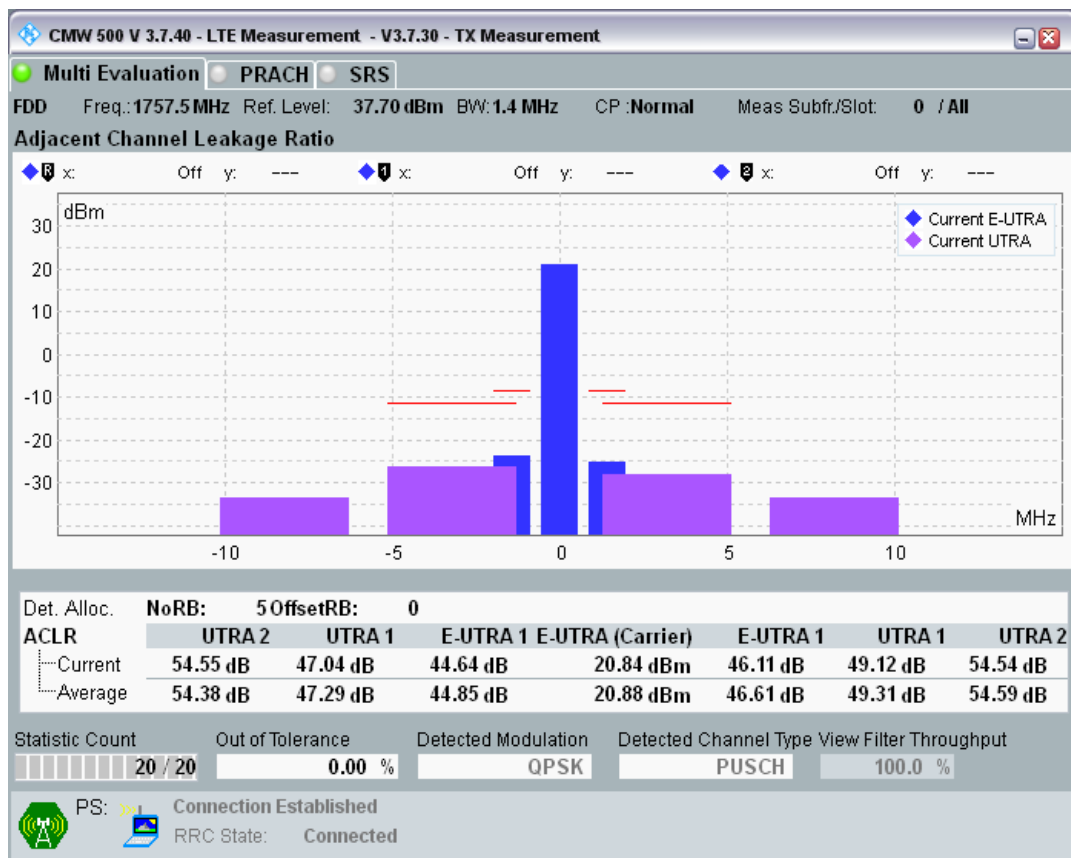 CMW 500 V 3.7.40 - LTE Measurement - V3.7.30 - TX Measurement
Multi Evaluation PRACH SRS
FDD Freq.: 1757.5 MHz Ref. Level: 37.70 dBm BW: 1.4 MHz CP :Normal Meas Subfr./Slot: 0 / All
Adjacent Channel Leakage Ratio
R x: Off y: --- 1 x: Off y: --- 2 x: Off y: ---
dBm
Current E-UTRA
Current UTRA
30
20
10
0
-10
-20
-30
MHz
-10 -5 0 5 10
Det. Alloc. NoRB: 5 OffsetRB: 0
ACLR UTRA 2 UTRA 1 E-UTRA 1 E-UTRA (Carrier) E-UTRA 1 UTRA 1 UTRA 2
Current 54.55 dB 47.04 dB 44.64 dB 20.84 dBm 46.11 dB 49.12 dB 54.54 dB
Average 54.38 dB 47.29 dB 44.85 dB 20.88 dBm 46.61 dB 49.31 dB 54.59 dB
Statistic Count Out of Tolerance Detected Modulation Detected Channel Type View Filter Throughput
20 / 20 0.00 % QPSK PUSCH 100.0 %
PS: Connection Established
RRC State: Connected